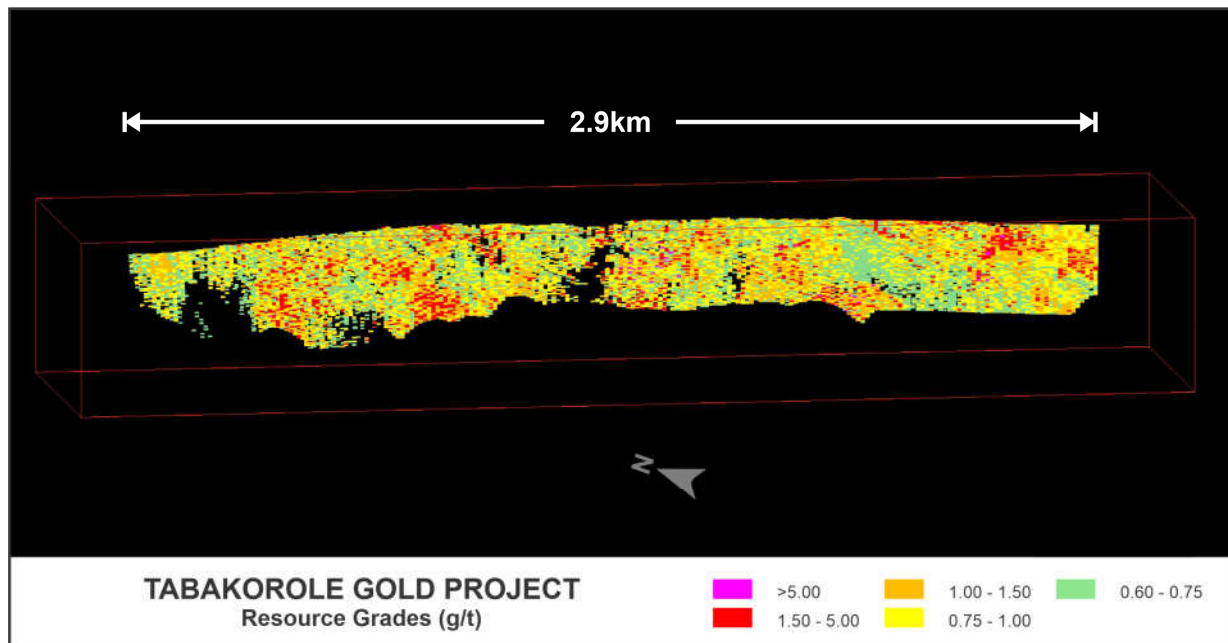 2.9km
N
TABAKOROLE GOLD PROJECT
Resource Grades (g/t)
>5.00
1.50 - 5.00
1.00 - 1.50
0.75 - 1.00
0.60 - 0.75